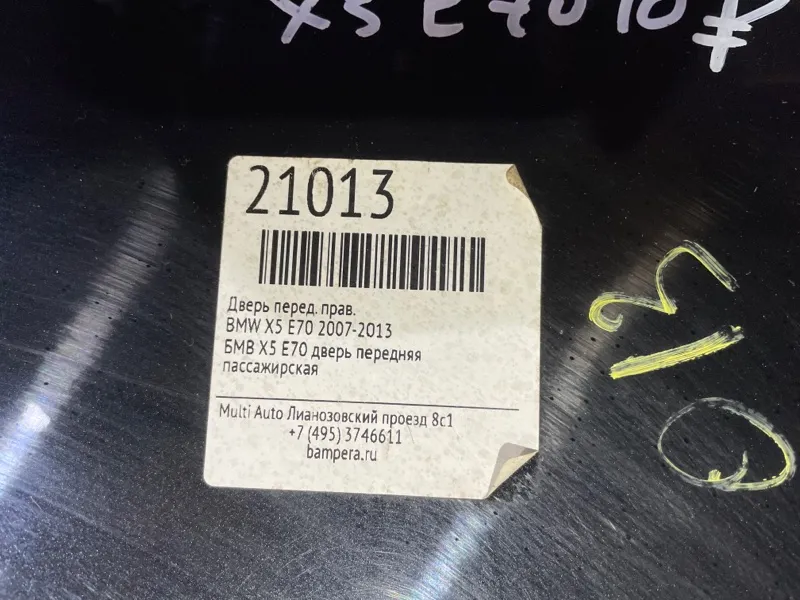 X5 E70 10 ₽
21013
Дверь перед. прав.
BMW X5 E70 2007-2013
БМВ X5 E70 дверь передняя
пассажирская
Multi Auto Лианозовский проезд 8с1
+7 (495) 3746611
bampera.ru
013